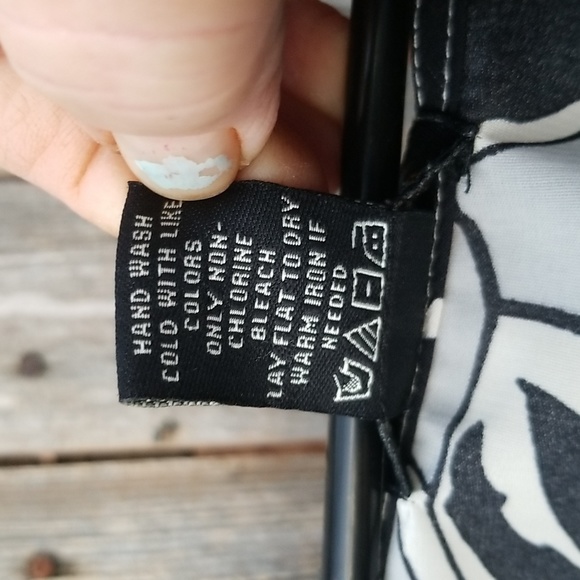 HAND WASH
COLD WITH LIKE
COLORS
ONLY NON-
CHLORINE
BLEACH
LAY FLAT TO DRY
WARM IRON IF
NEEDED